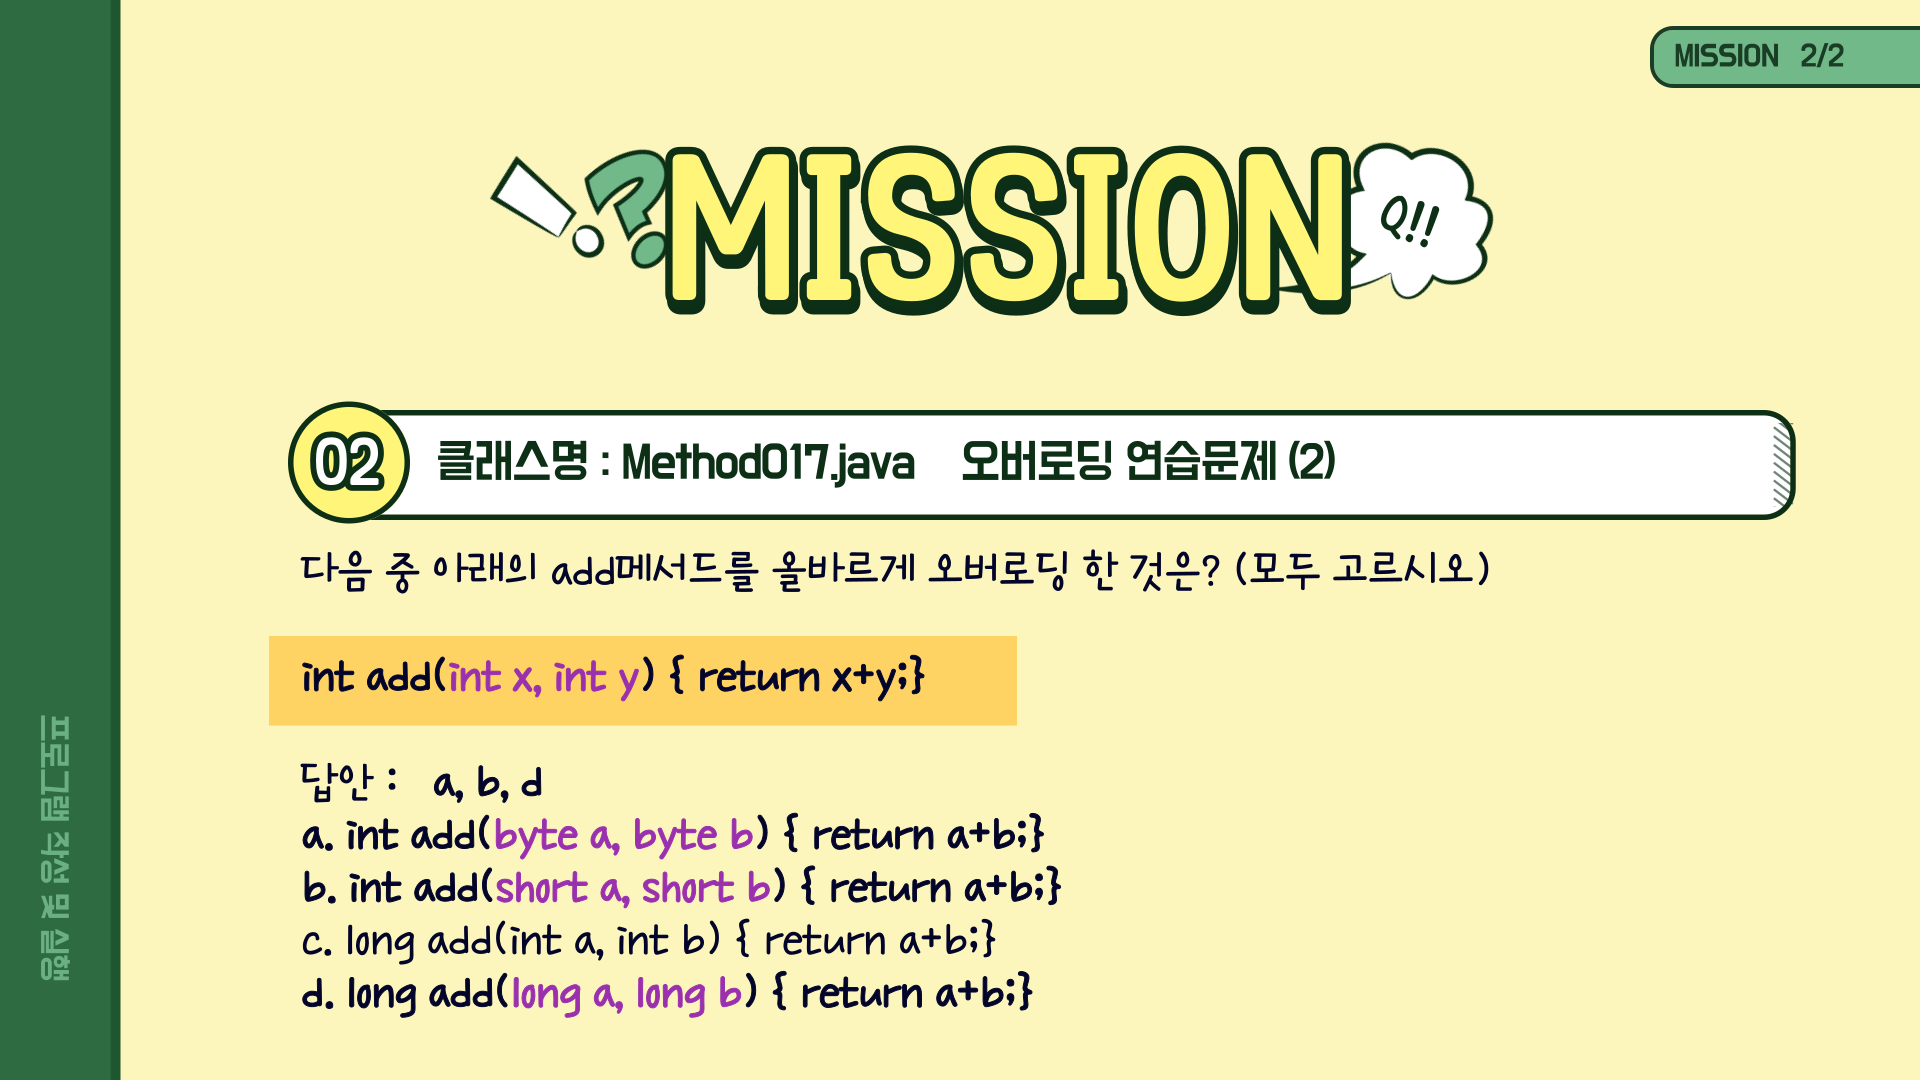 MISSION 2/2
MISSION
Q!!
02 클래스명 : Method017.java 오버로딩 연습문제 (2)
다음 중 아래의 add메서드를 올바르게 오버로딩 한 것은? (모두 고르시오)
int add(int x, int y) { return x+y;}
답안 : a, b, d
a. int add(byte a, byte b) { return a+b;}
b. int add(short a, short b) { return a+b;}
c. long add(int a, int b) { return a+b;}
d. long add(long a, long b) { return a+b;}
프로그램 작성 및 실행